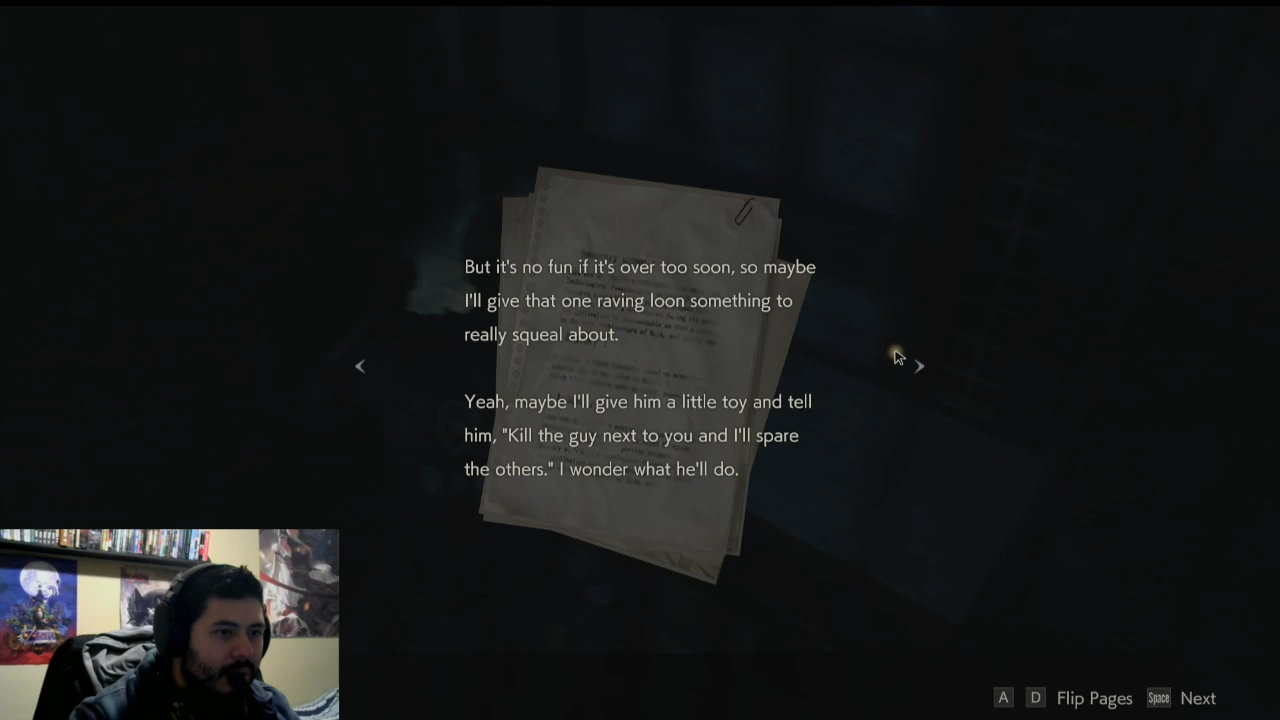 But it's no fun if it's over too soon, so maybe
I'll give that one raving loon something to
really squeal about.
Yeah, maybe I'll give him a little toy and tell
him, "Kill the guy next to you and I'll spare
the others." I wonder what he'll do.
A D Flip Pages Space Next